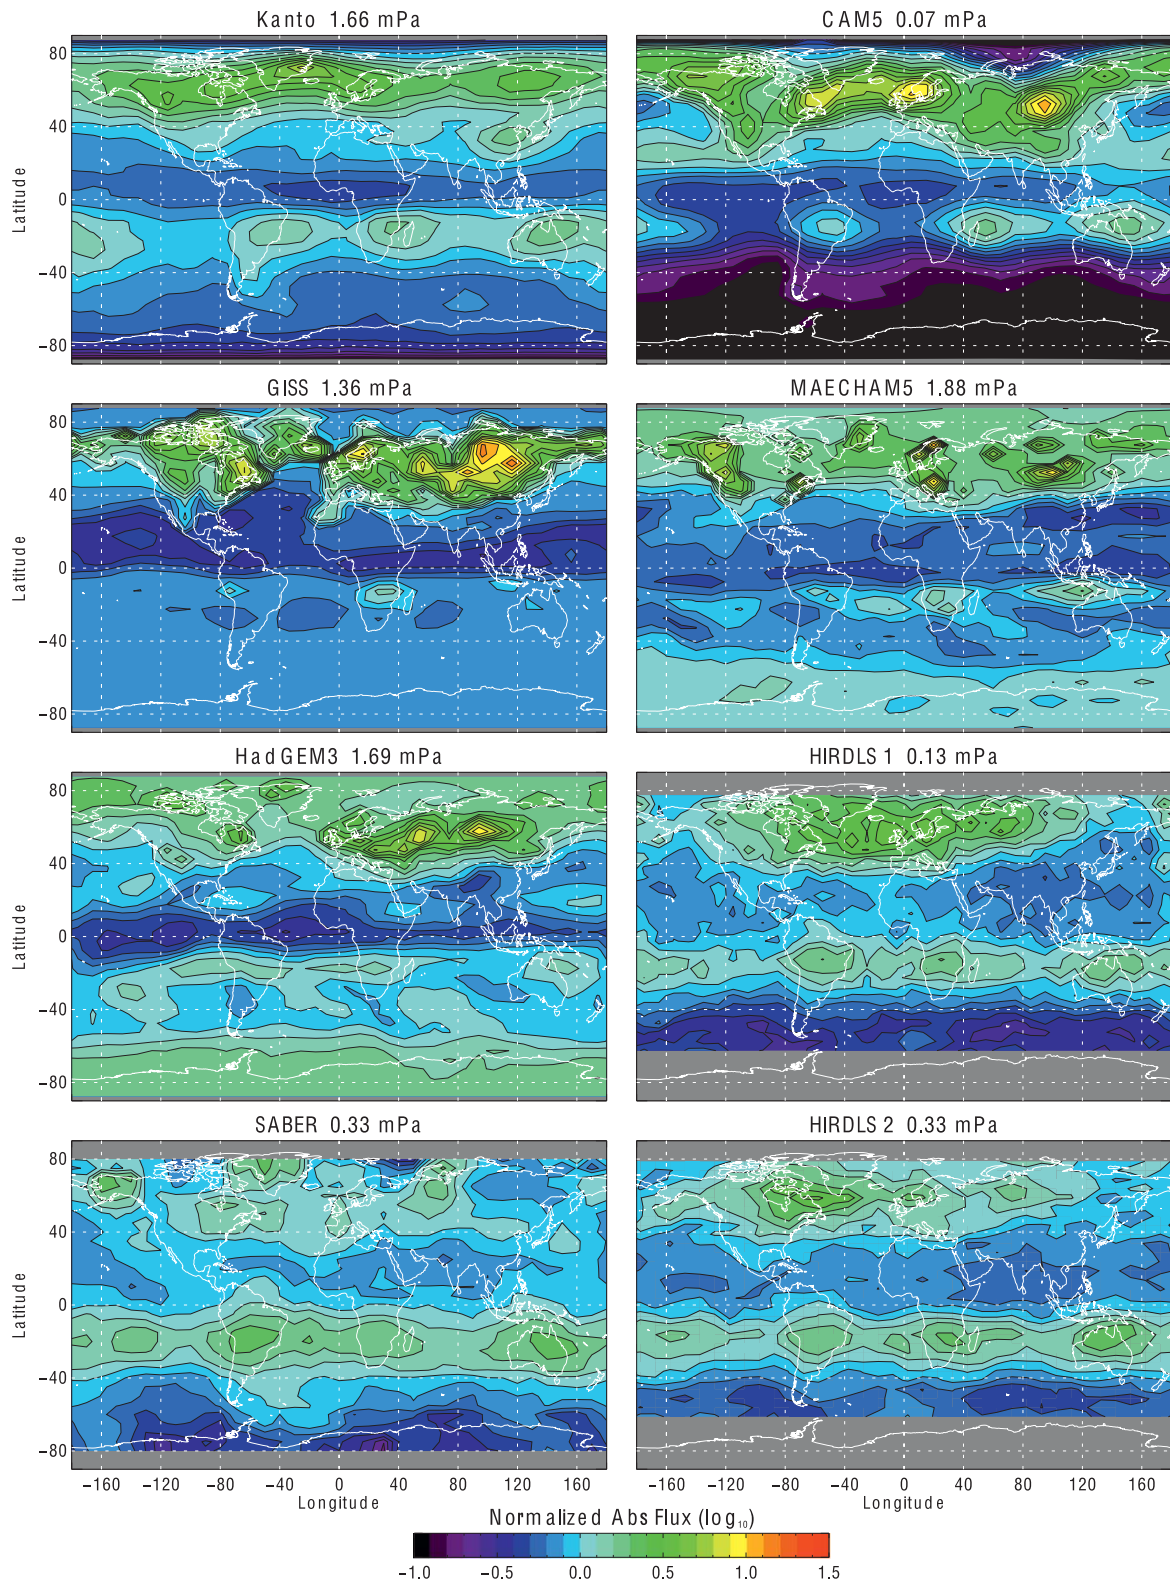 Kanto 1.66 mPa
CAM5 0.07 mPa
80
40
0
−40
−80
Latitude
GISS 1.36 mPa
MAECHAM5 1.88 mPa
80
40
0
−40
−80
Latitude
HadGEM3 1.69 mPa
HIRDLS 1 0.13 mPa
80
40
0
−40
−80
Latitude
SABER 0.33 mPa
HIRDLS 2 0.33 mPa
80
40
0
−40
−80
Latitude
−160 −120 −80 −40 0 40 80 120 160
−160 −120 −80 −40 0 40 80 120 160
Longitude
Longitude
Normalized Abs Flux (log₁₀)
−1.0 −0.5 0.0 0.5 1.0 1.5